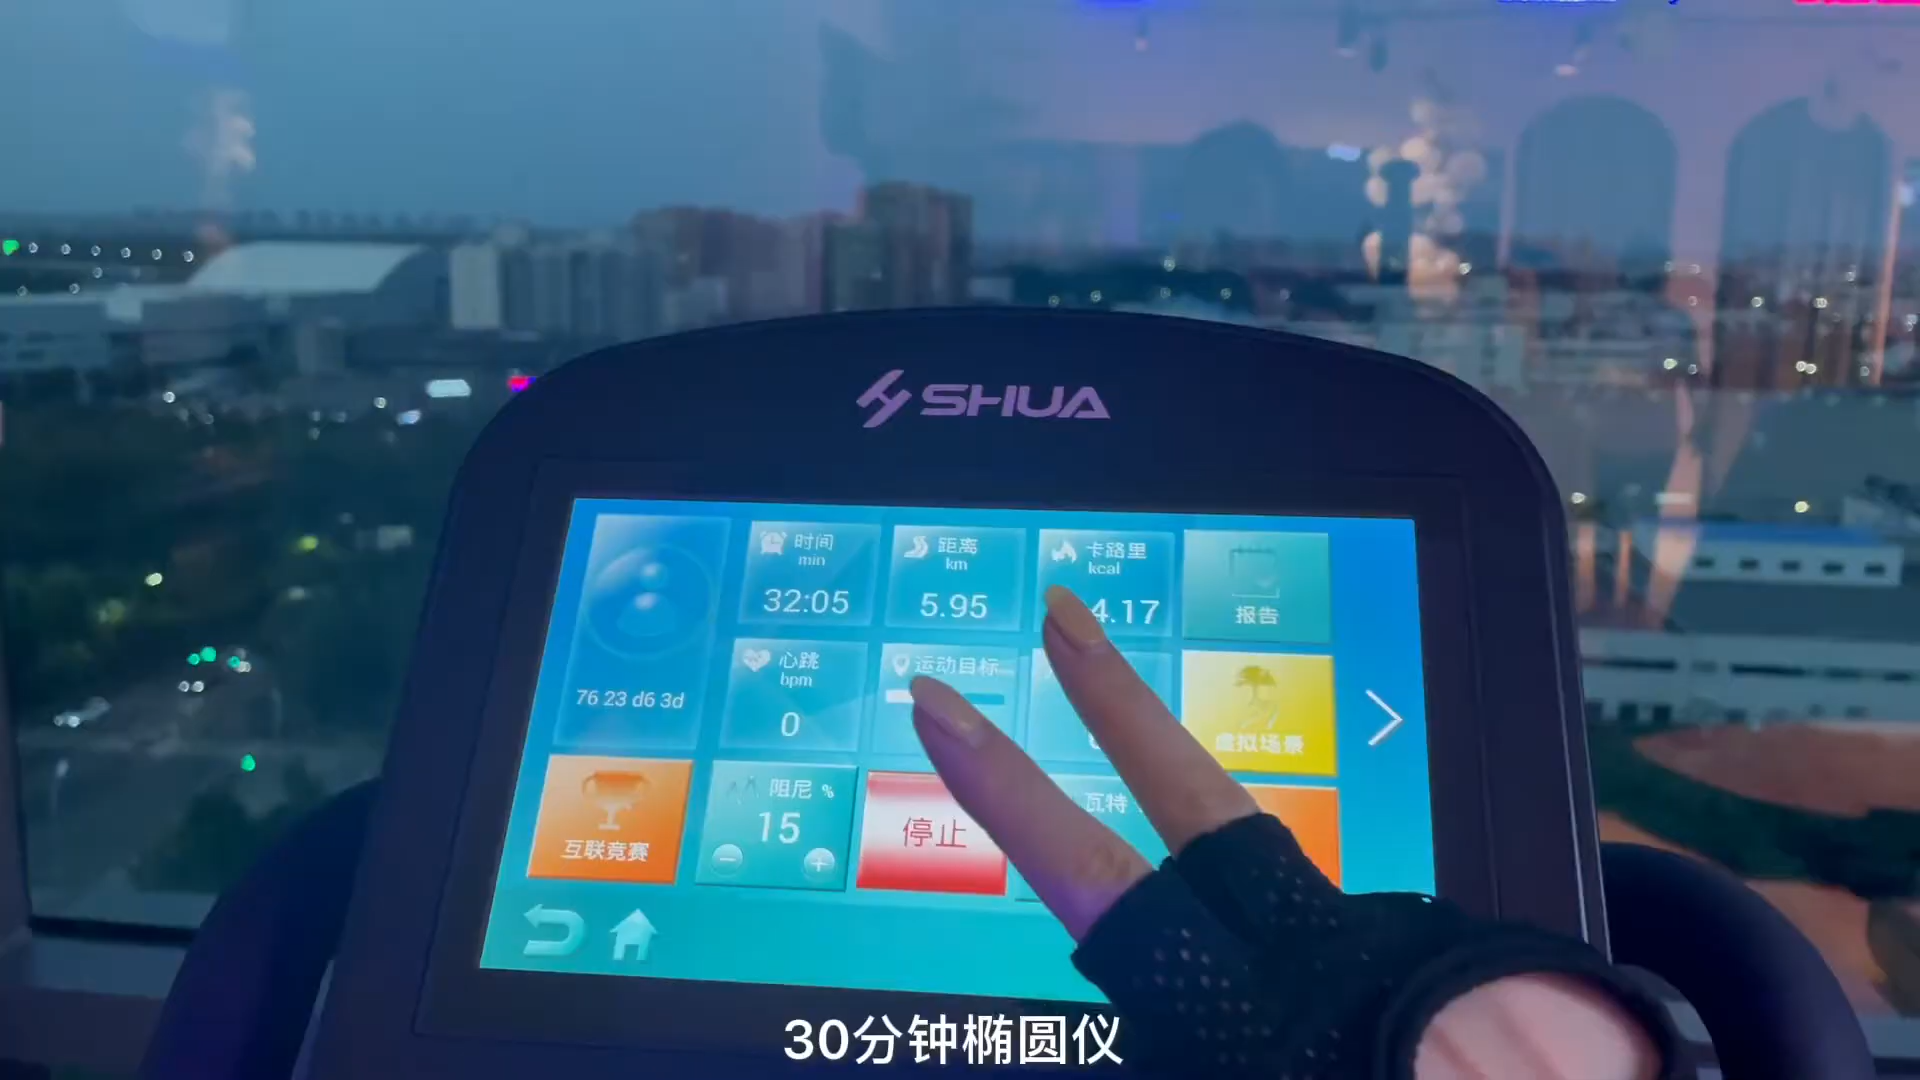 SHUA
时间
min
32:05
距离
km
5.95
卡路里
kcal
4.17
报告
76 23 d6 3d
心跳
bpm
0
运动目标...
虚拟场景
互联竞赛
阻尼 %
15
停止
瓦特
30分钟椭圆仪